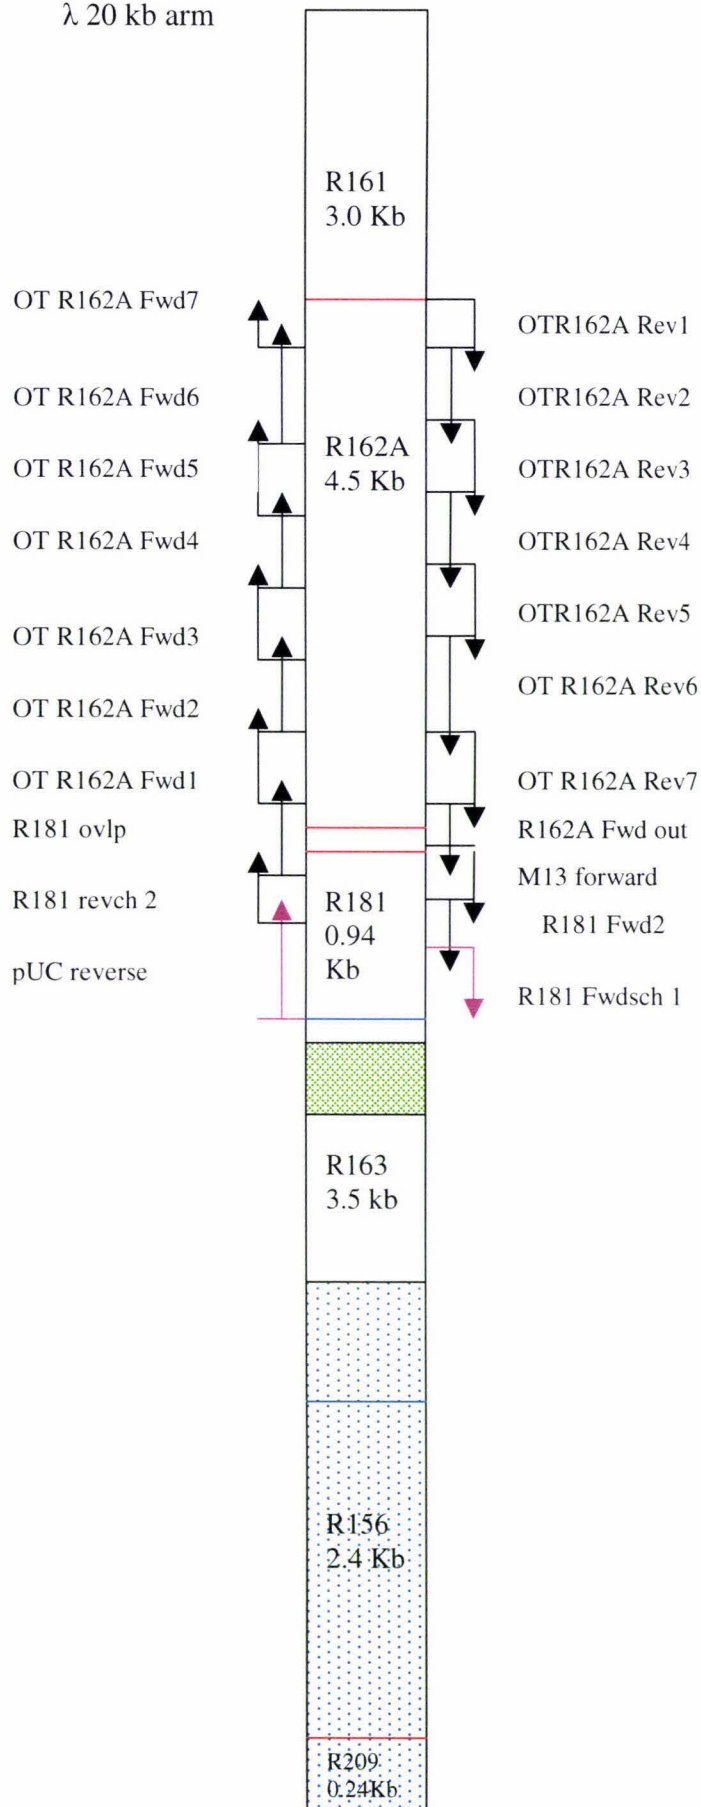 λ 20 kb arm
R161
3.0 Kb
OT R162A Fwd7
OTR162A Rev1
OT R162A Fwd6
OTR162A Rev2
R162A
4.5 Kb
OT R162A Fwd5
OTR162A Rev3
OT R162A Fwd4
OTR162A Rev4
OTR162A Rev5
OT R162A Fwd3
OT R162A Rev6
OT R162A Fwd2
OT R162A Fwd1
OT R162A Rev7
R181 ovlp
R162A Fwd out
M13 forward
R181 revch 2
R181
0.94
Kb
R181 Fwd2
pUC reverse
R181 Fwdsch 1
R163
3.5 kb
R156
2.4 Kb
R209
0.24Kb